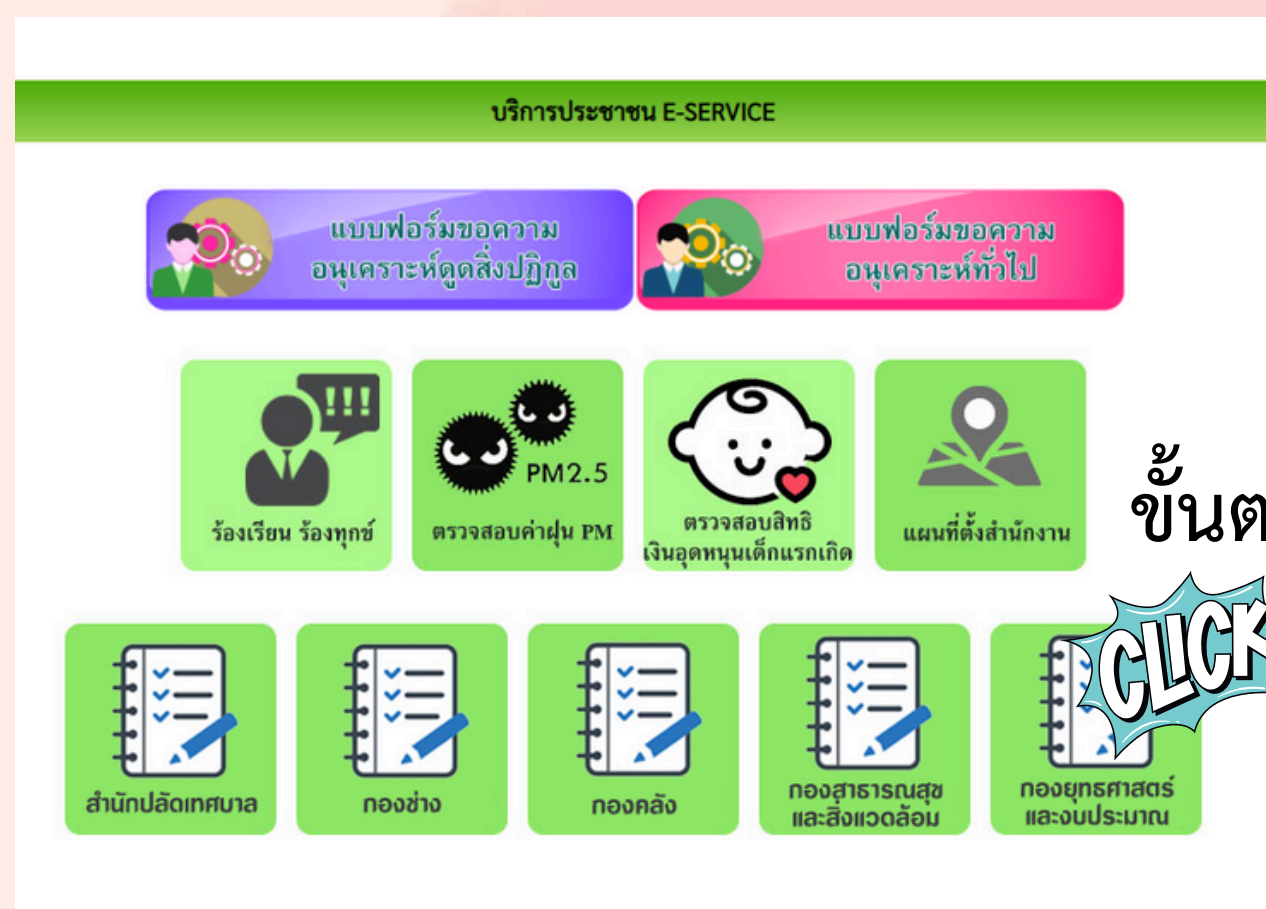 บริการประชาชน E-SERVICE
แบบฟอร์มขอความ
อนุเคราะห์ดูดสิ่งปฏิกูล
แบบฟอร์มขอความ
อนุเคราะห์ทั่วไป
!!!
ร้องเรียน ร้องทุกข์
PM2.5
ตรวจสอบค่าฝุ่น PM
ตรวจสอบสิทธิ
เงินอุดหนุนเด็กแรกเกิด
แผนที่ตั้งสำนักงาน
ขั้นต
CLICK
สำนักปลัดเทศบาล
กองช่าง
กองคลัง
กองสาธารณสุข
และสิ่งแวดล้อม
กองยุทธศาสตร์
และงบประมาณ